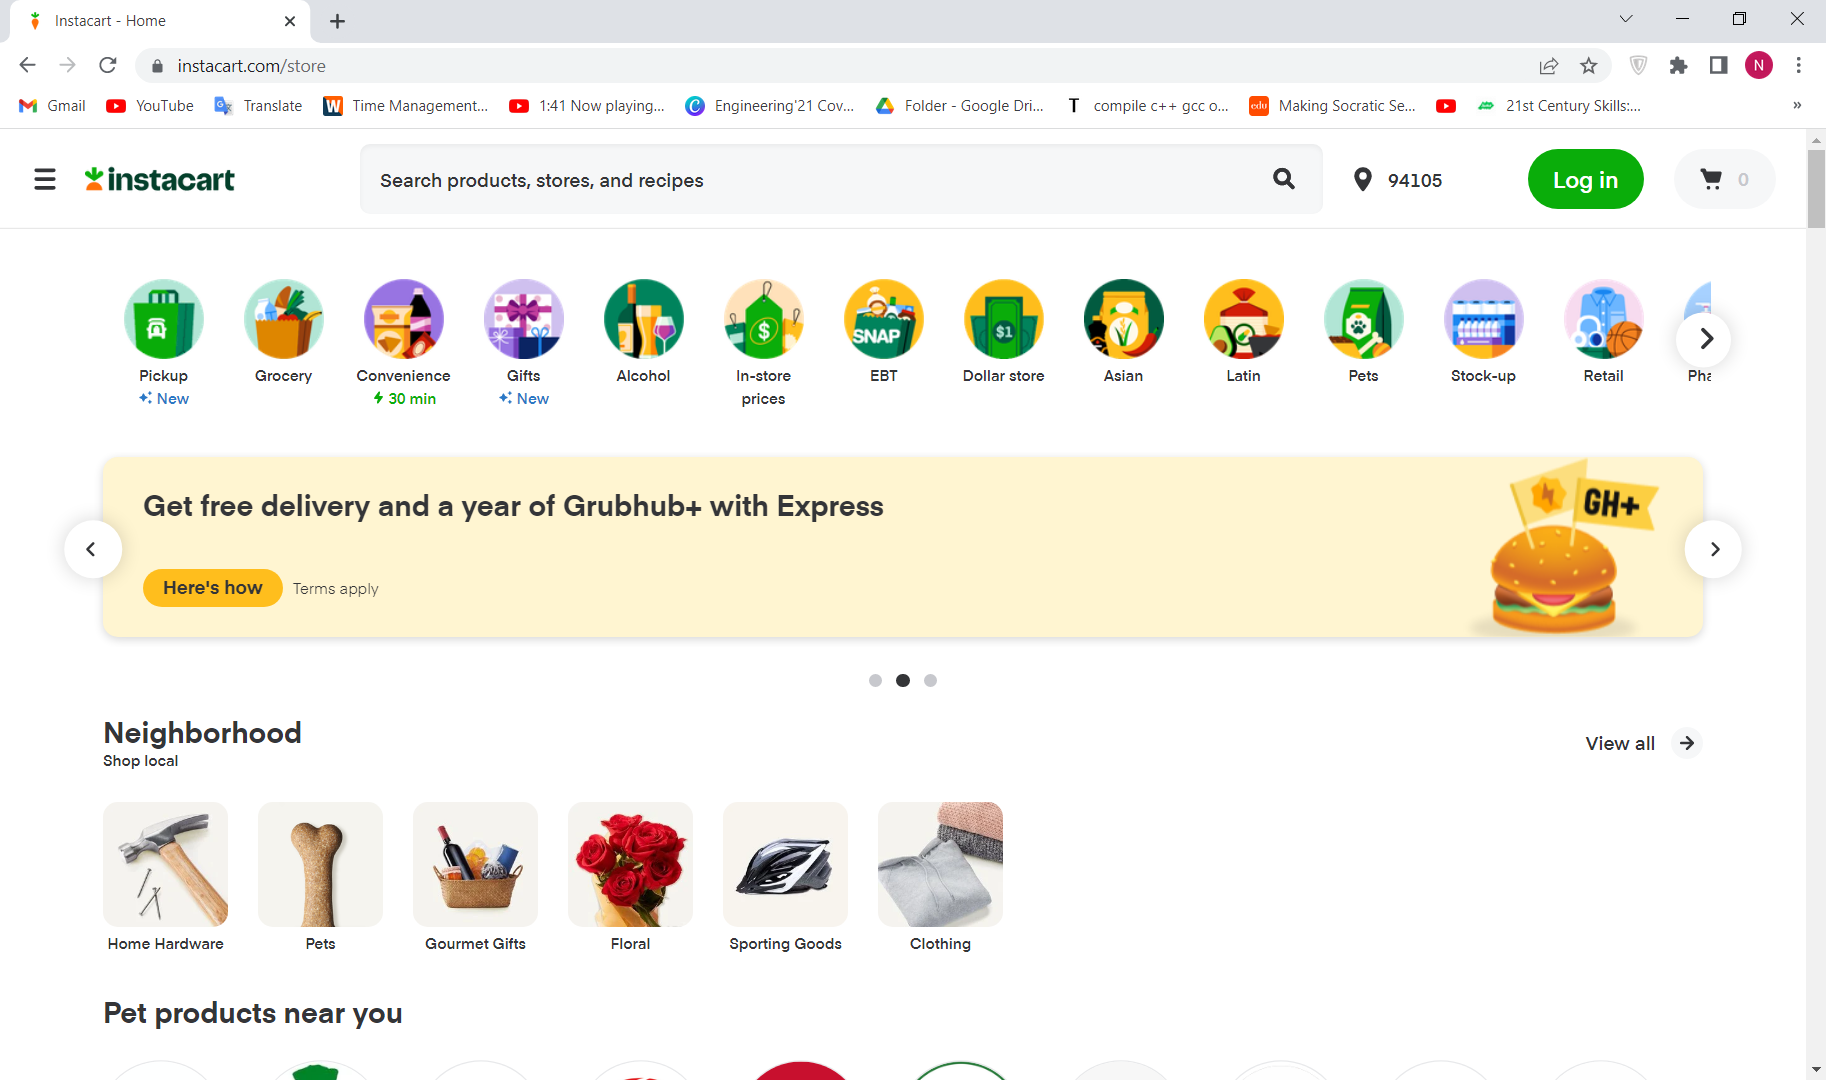 Instacart - Home
instacart.com/store
N
Gmail
YouTube
Translate
Time Management...
1:41 Now playing...
Engineering'21 Cov...
Folder - Google Dri...
compile c++ gcc o...
Making Socratic Se...
21st Century Skills:...
»
instacart
Search products, stores, and recipes
94105
Log in
0
SNAP
$
$1
Pickup
New
Grocery
Convenience
30 min
Gifts
New
Alcohol
In-store
prices
EBT
Dollar store
Asian
Latin
Pets
Stock-up
Retail
Get free delivery and a year of Grubhub+ with Express
Here's how
Terms apply
GH+
Neighborhood
Shop local
View all
Home Hardware
Pets
Gourmet Gifts
Floral
Sporting Goods
Clothing
Pet products near you